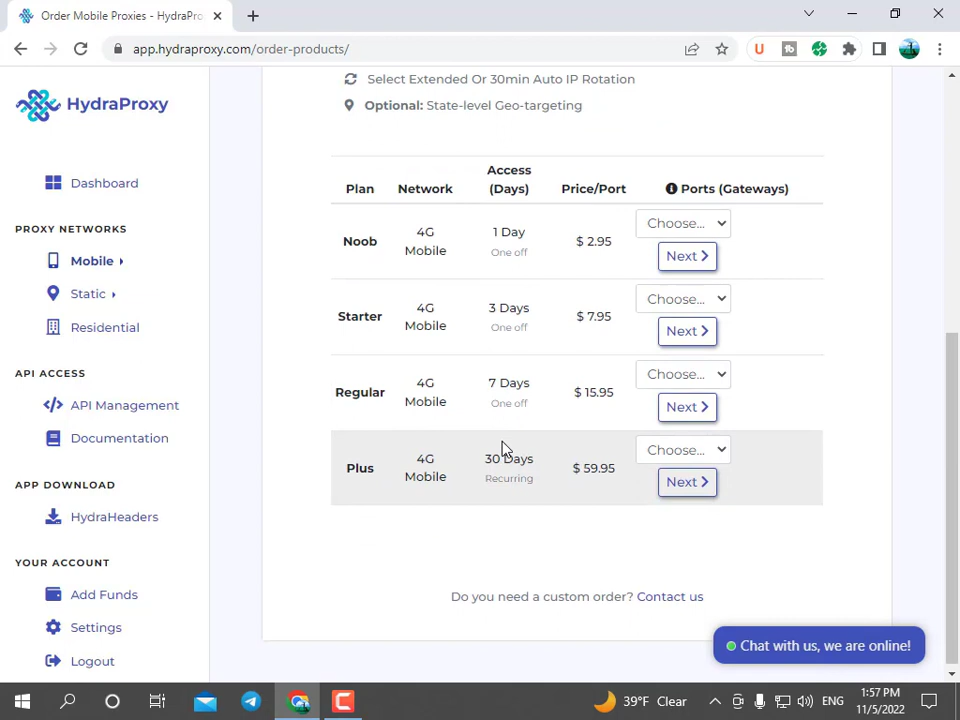 Order Mobile Proxies - HydraPro
app.hydraproxy.com/order-products/
HydraProxy
Dashboard
PROXY NETWORKS
Mobile
Static
Residential
API ACCESS
API Management
Documentation
APP DOWNLOAD
HydraHeaders
YOUR ACCOUNT
Add Funds
Settings
Logout
Select Extended Or 30min Auto IP Rotation
Optional: State-level Geo-targeting
Plan Network Access (Days) Price/Port Ports (Gateways)
Noob 4G Mobile 1 Day One off $ 2.95 Choose... Next
Starter 4G Mobile 3 Days One off $ 7.95 Choose... Next
Regular 4G Mobile 7 Days One off $ 15.95 Choose... Next
Plus 4G Mobile 30 Days Recurring $ 59.95 Choose... Next
Do you need a custom order? Contact us
Chat with us, we are online!
39°F Clear
ENG
1:57 PM
11/5/2022